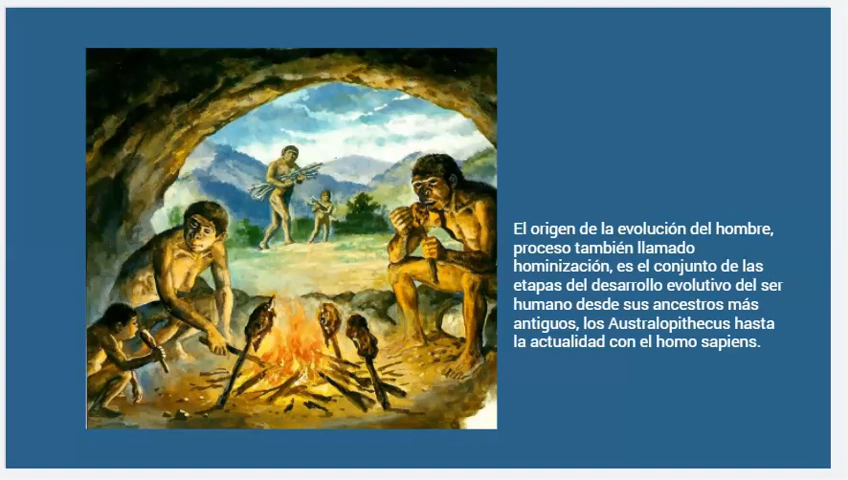 El origen de la evolución del hombre,
proceso también llamado
hominización, es el conjunto de las
etapas del desarrollo evolutivo del ser
humano desde sus ancestros más
antiguos, los Australopithecus hasta
la actualidad con el homo sapiens.